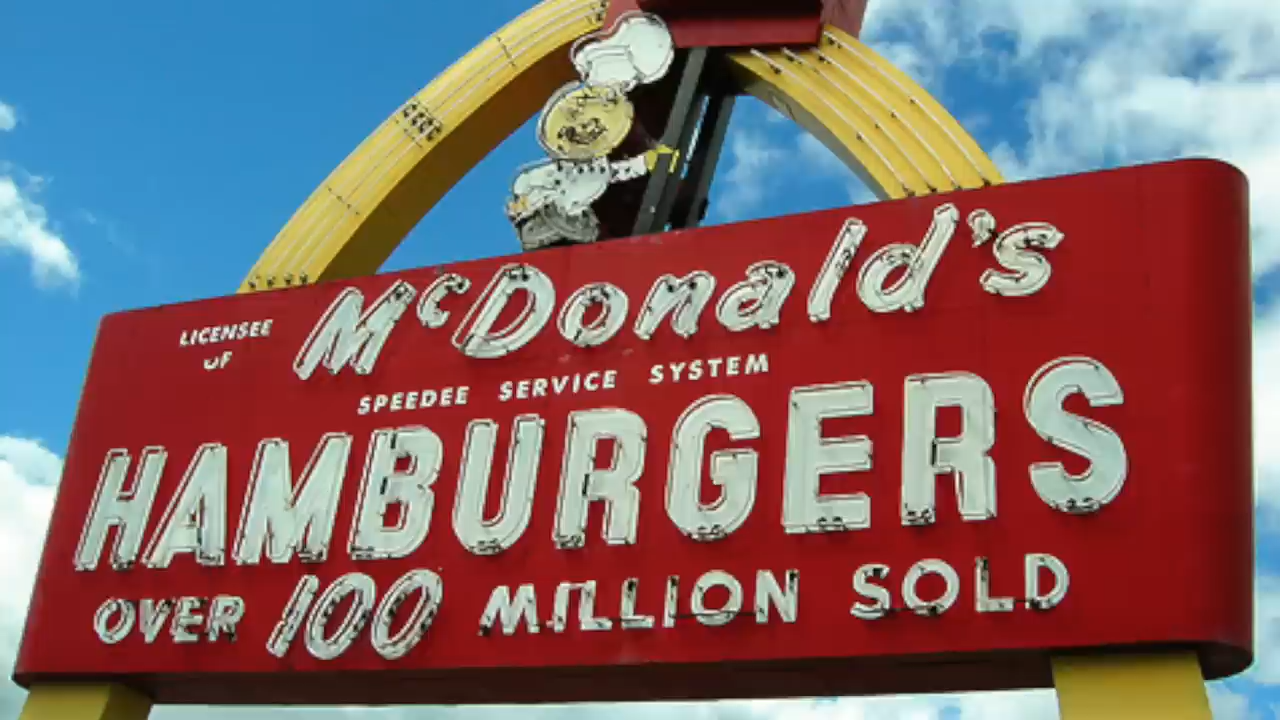 LICENSEE
OF
McDonald's
SPEEDEE SERVICE SYSTEM
HAMBURGERS
OVER 100 MILLION SOLD